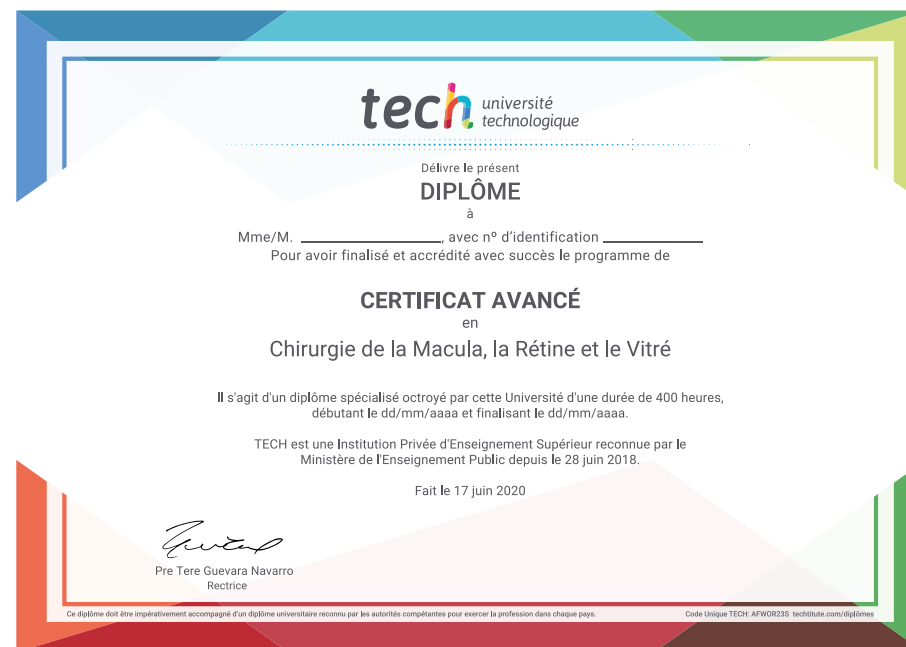 tech université
technologique
Délivre le présent
DIPLÔME
à
Mme/M. ____________________, avec nº d'identification ______________
Pour avoir finalisé et accrédité avec succès le programme de
CERTIFICAT AVANCÉ
en
Chirurgie de la Macula, la Rétine et le Vitré
Il s'agit d'un diplôme spécialisé octroyé par cette Université d'une durée de 400 heures,
débutant le dd/mm/aaaa et finalisant le dd/mm/aaaa.
TECH est une Institution Privée d'Enseignement Supérieur reconnue par le
Ministère de l'Enseignement Public depuis le 28 juin 2018.
Fait le 17 juin 2020
Pre Tere Guevara Navarro
Rectrice
Ce diplôme doit être impérativement accompagné d'un diplôme universitaire reconnu par les autorités compétantes pour exercer la profession dans chaque pays.
Code Unique TECH: AFWOR23S techtitute.com/diplômes